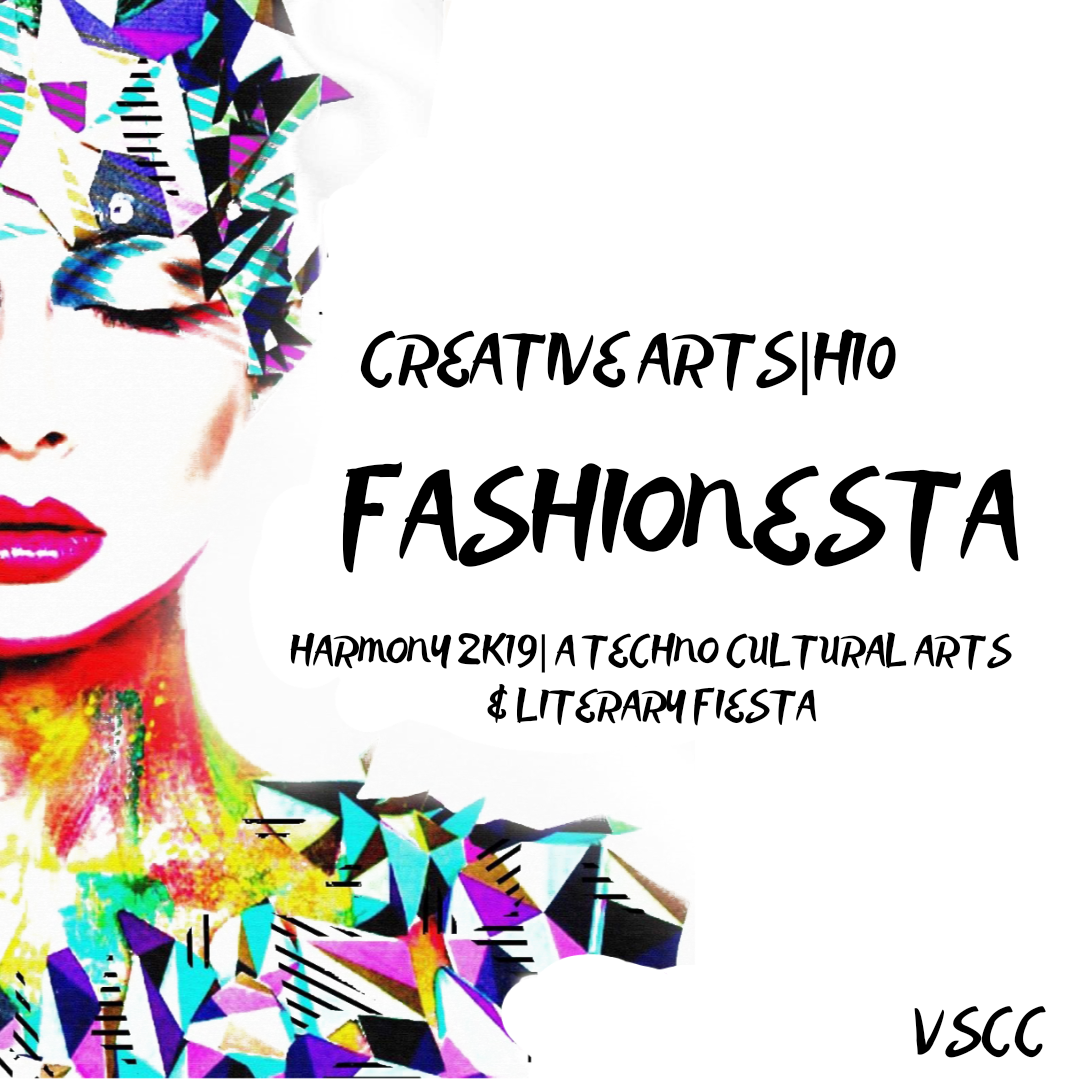 CREATIVE ARTS|H10
FASHIONESTA
HARMONY 2K19| A TECHNO CULTURAL ARTS
& LITERARY FIESTA
VSCC